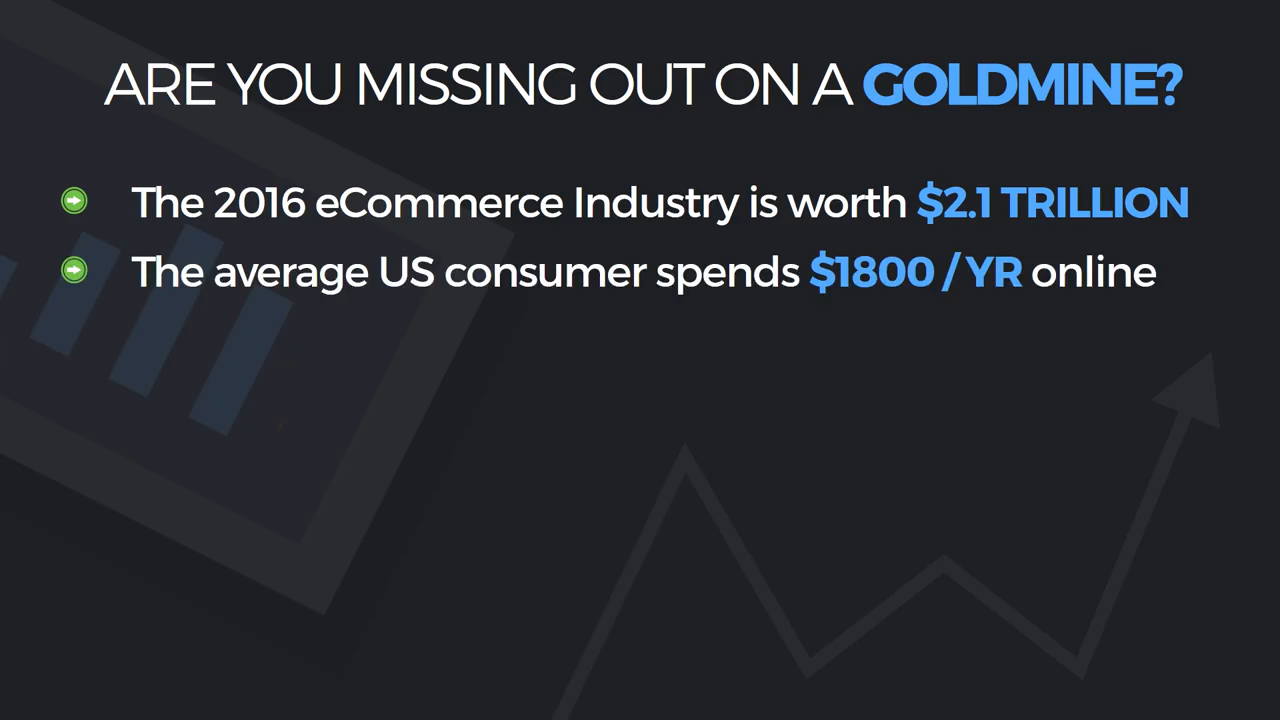 ARE YOU MISSING OUT ON A GOLDMINE?
The 2016 eCommerce Industry is worth $2.1 TRILLION
The average US consumer spends $1800 / YR online